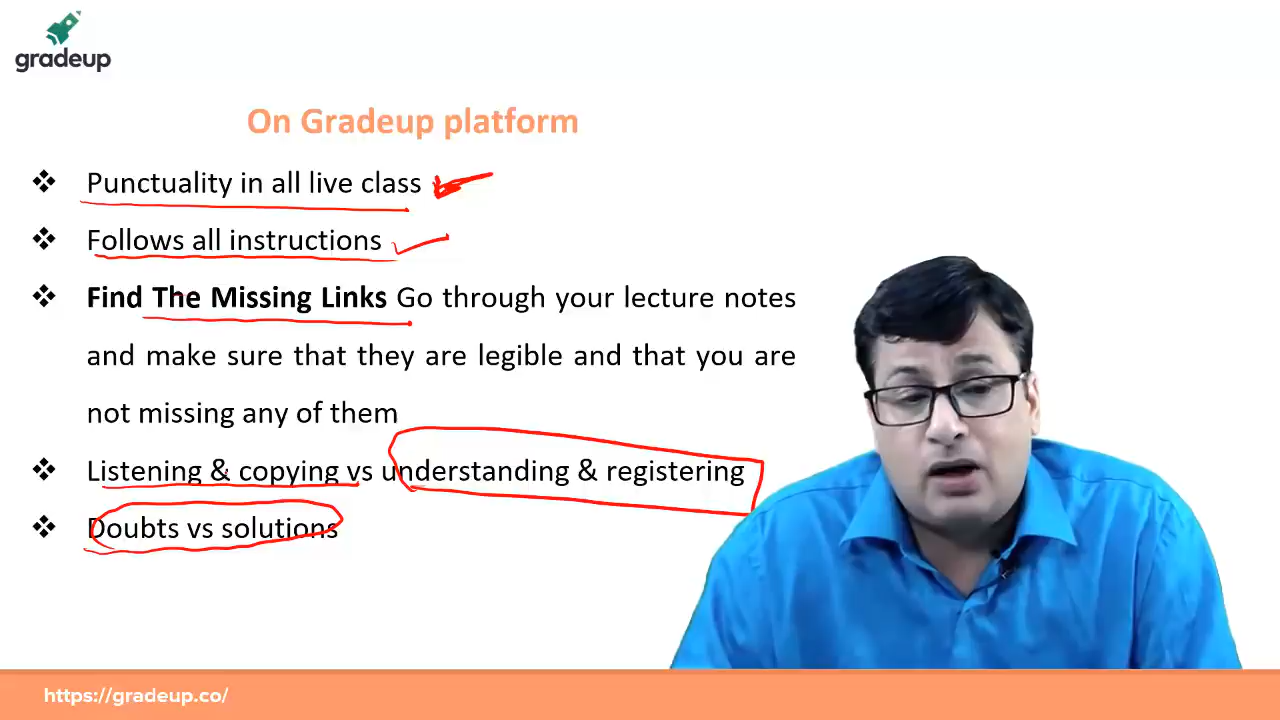 gradeup
On Gradeup platform
❖ Punctuality in all live class
❖ Follows all instructions
❖ Find The Missing Links Go through your lecture notes
and make sure that they are legible and that you are
not missing any of them
❖ Listening & copying vs understanding & registering
❖ Doubts vs solutions
https://gradeup.co/